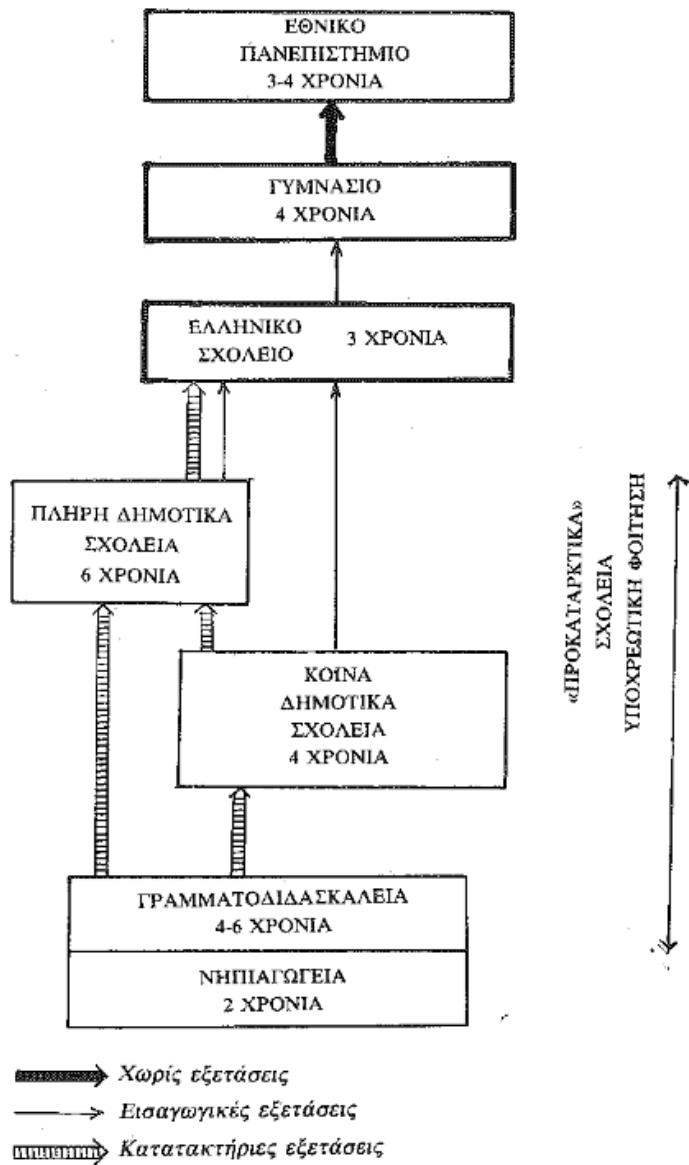 ΕΘΝΙΚΟ
ΠΑΝΕΠΙΣΤΗΜΙΟ
3-4 ΧΡΟΝΙΑ
ΓΥΜΝΑΣΙΟ
4 ΧΡΟΝΙΑ
ΕΛΛΗΝΙΚΟ 3 ΧΡΟΝΙΑ
ΣΧΟΛΕΙΟ
ΠΛΗΡΗ ΔΗΜΟΤΙΚΑ
ΣΧΟΛΕΙΑ
6 ΧΡΟΝΙΑ
ΚΟΙΝΑ
ΔΗΜΟΤΙΚΑ
ΣΧΟΛΕΙΑ
4 ΧΡΟΝΙΑ
«ΠΡΟΚΑΤΑΡΚΤΙΚΑ»
ΣΧΟΛΕΙΑ
ΥΠΟΧΡΕΩΤΙΚΗ ΦΟΙΤΗΣΗ
ΓΡΑΜΜΑΤΟΔΙΔΑΣΚΑΛΕΙΑ
4-6 ΧΡΟΝΙΑ
ΝΗΠΙΑΓΩΓΕΙΑ
2 ΧΡΟΝΙΑ
Χωρίς εξετάσεις
Εισαγωγικές εξετάσεις
Κατατακτήριες εξετάσεις